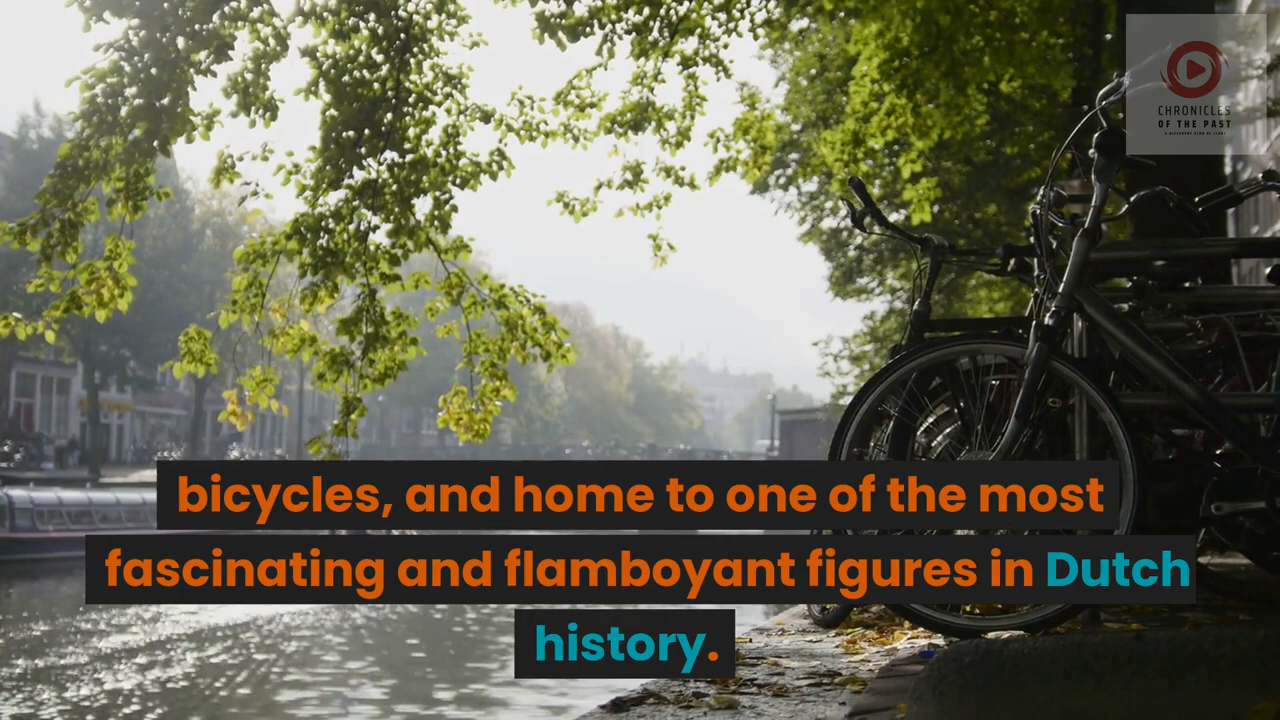 CHRONICLES
OF THE PAST
bicycles, and home to one of the most
fascinating and flamboyant figures in Dutch
history.